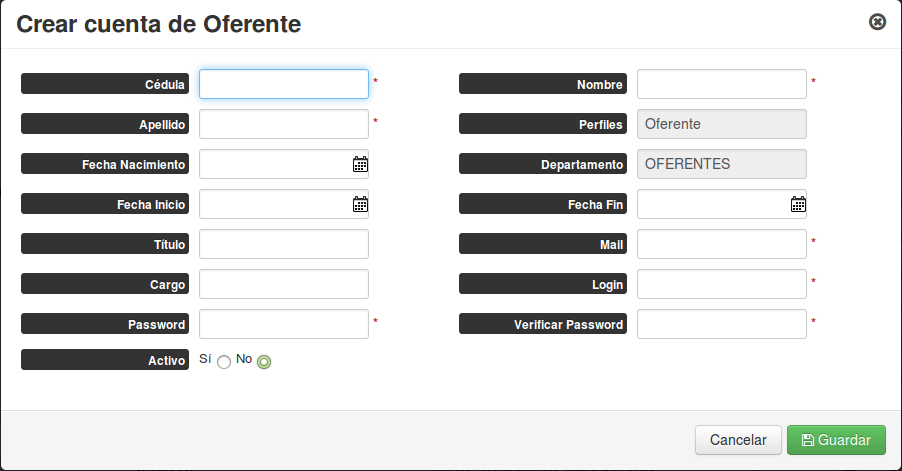 Crear cuenta de Oferente
Cédula * Nombre *
Apellido * Perfiles Oferente
Fecha Nacimiento Departamento OFERENTES
Fecha Inicio Fecha Fin
Título Mail *
Cargo Login *
Password * Verificar Password *
Activo Sí No
Cancelar Guardar